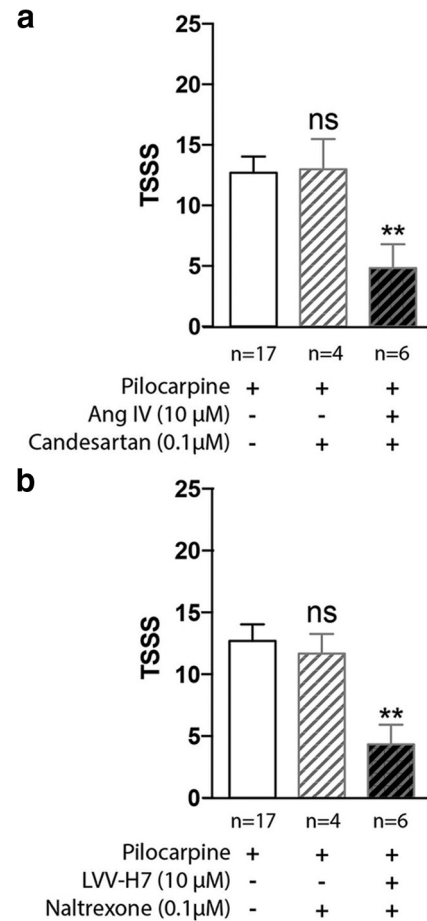 a
25
20
15
10
5
0
TSSS
ns
**
n=17 n=4 n=6
Pilocarpine + + +
Ang IV (10 µM) - - +
Candesartan (0.1µM) - + +
b
25
20
15
10
5
0
TSSS
ns
**
n=17 n=4 n=6
Pilocarpine + + +
LVV-H7 (10 µM) - - +
Naltrexone (0.1µM) - + +